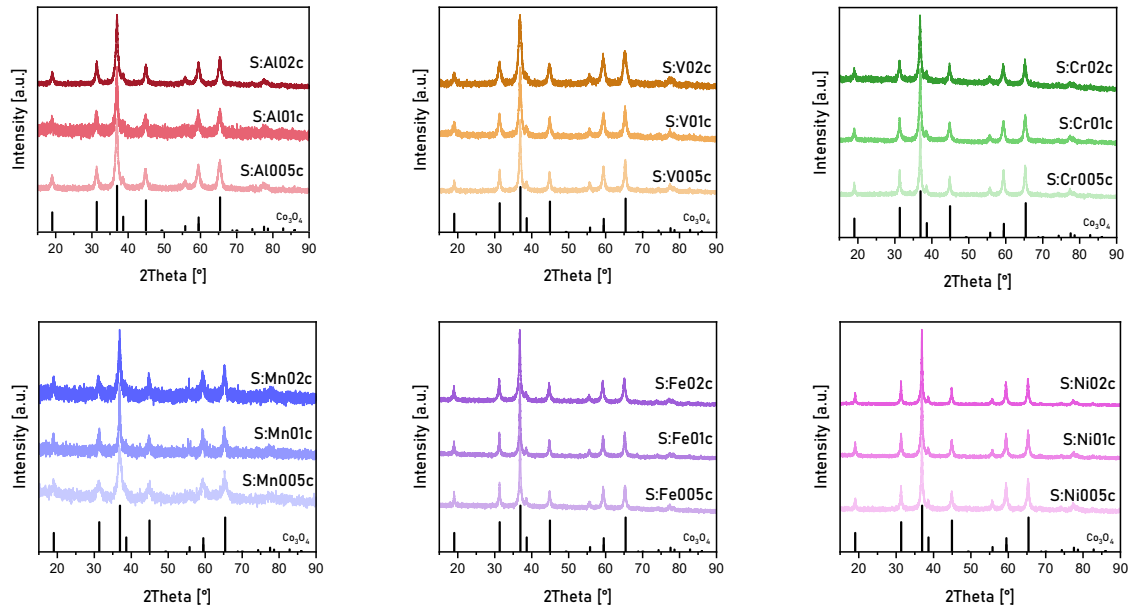 Intensity [a.u.]
S:Al02c
S:Al01c
S:Al005c
Co₃O₄
20 30 40 50 60 70 80 90
2Theta [°]
Intensity [a.u.]
S:V02c
S:V01c
S:V005c
Co₃O₄
20 30 40 50 60 70 80 90
2Theta [°]
Intensity [a.u.]
S:Cr02c
S:Cr01c
S:Cr005c
Co₃O₄
20 30 40 50 60 70 80 90
2Theta [°]
Intensity [a.u.]
S:Mn02c
S:Mn01c
S:Mn005c
Co₃O₄
20 30 40 50 60 70 80 90
2Theta [°]
Intensity [a.u.]
S:Fe02c
S:Fe01c
S:Fe005c
Co₃O₄
20 30 40 50 60 70 80 90
2Theta [°]
Intensity [a.u.]
S:Ni02c
S:Ni01c
S:Ni005c
Co₃O₄
20 30 40 50 60 70 80 90
2Theta [°]